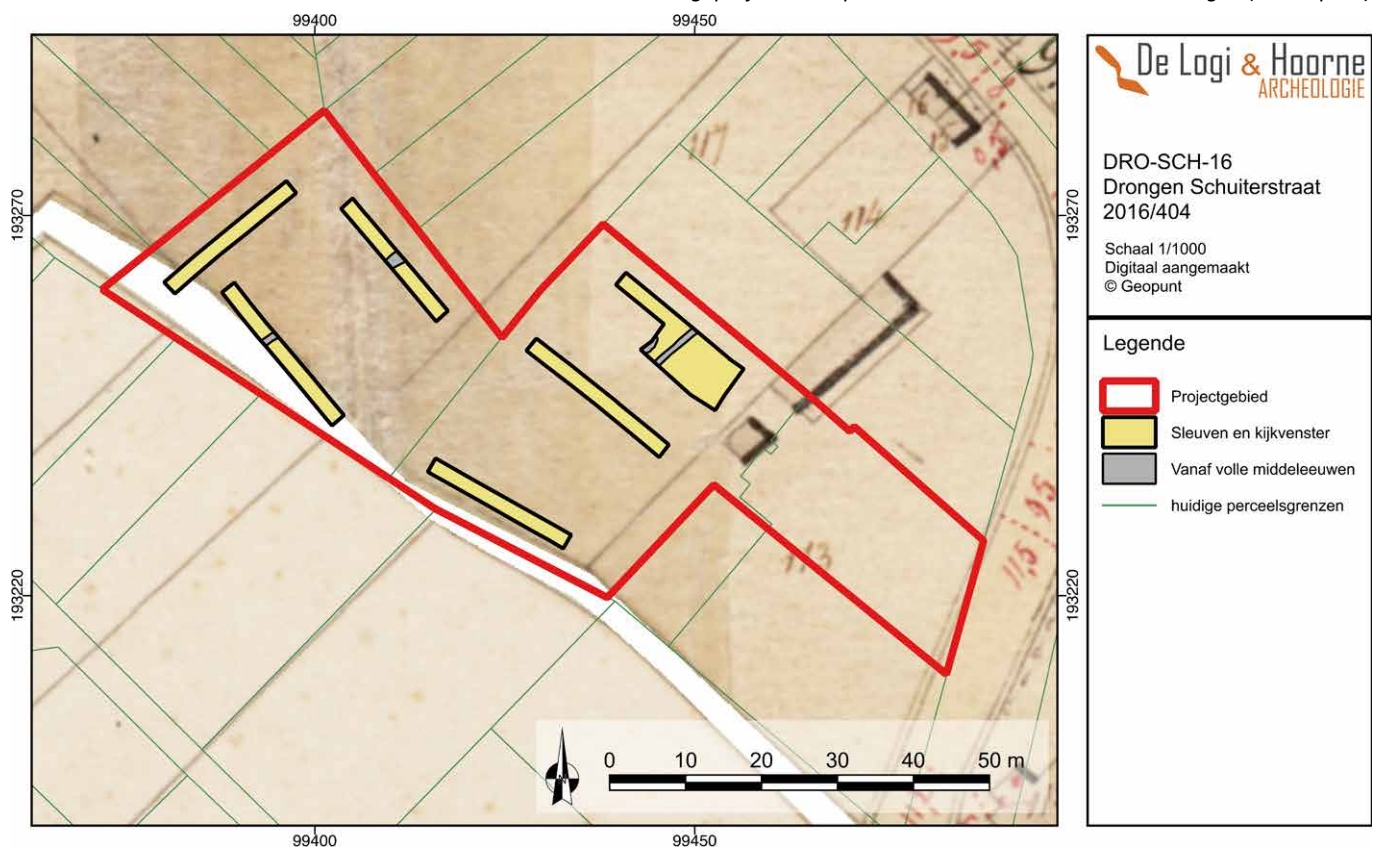 99400
99450
193270
193270
193220
193220
117
114
113
0 10 20 30 40 50 m
99400
99450
De Logi & Hoorne
ARCHEOLOGIE
DRO-SCH-16
Drongen Schuiterstraat
2016/404
Schaal 1/1000
Digitaal aangemaakt
© Geopunt
Legende
Projectgebied
Sleuven en kijkvenster
Vanaf volle middeleeuwen
huidige perceelsgrenzen